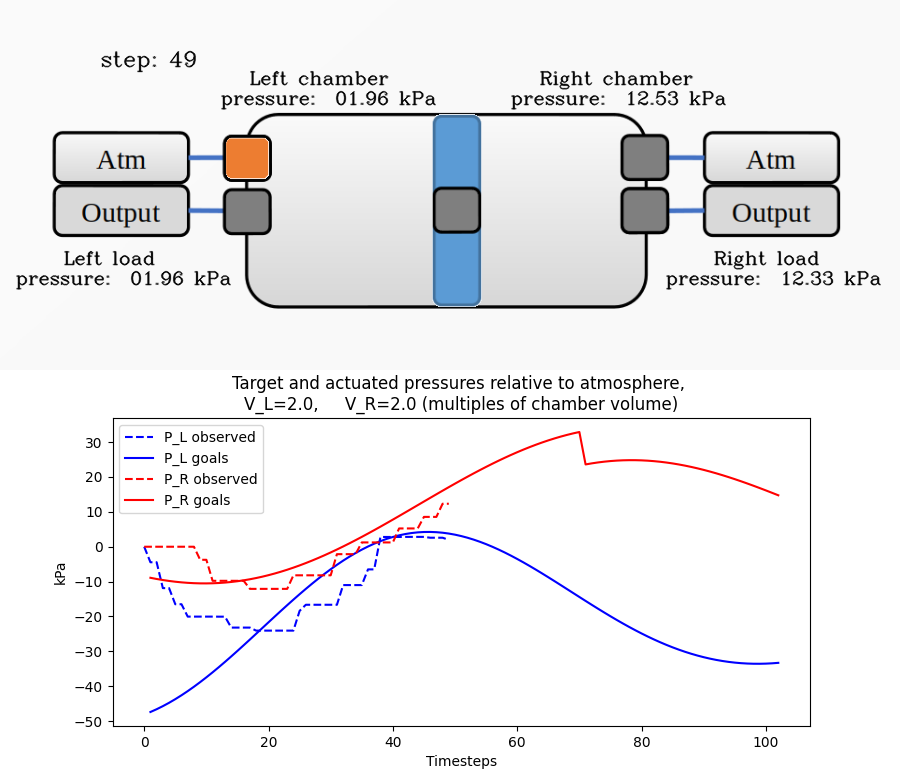 step: 49
Left chamber
pressure: 01.96 kPa
Right chamber
pressure: 12.53 kPa
Atm
Output
Atm
Output
Left load
pressure: 01.96 kPa
Right load
pressure: 12.33 kPa
Target and actuated pressures relative to atmosphere,
V_L=2.0, V_R=2.0 (multiples of chamber volume)
P_L observed
P_L goals
P_R observed
P_R goals
kPa
30
20
10
0
−10
−20
−30
−40
−50
0 20 40 60 80 100
Timesteps